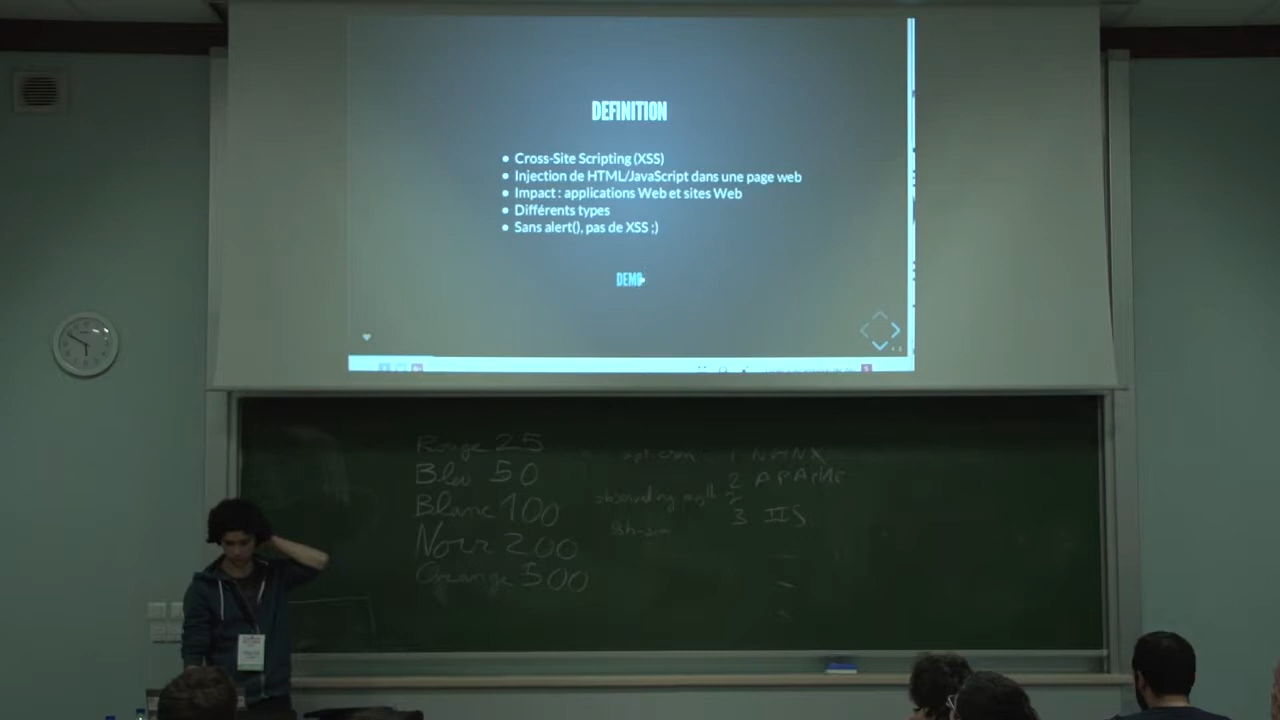 DEFINITION
• Cross-Site Scripting (XSS)
• Injection de HTML/JavaScript dans une page web
• Impact : applications Web et sites Web
• Différents types
• Sans alert(), pas de XSS ;)
DEMO
Rouge 25
Bleu 50
Blanc 100
Noir 200
Orange 500
1 NGINX
2 APACHE
3 IIS